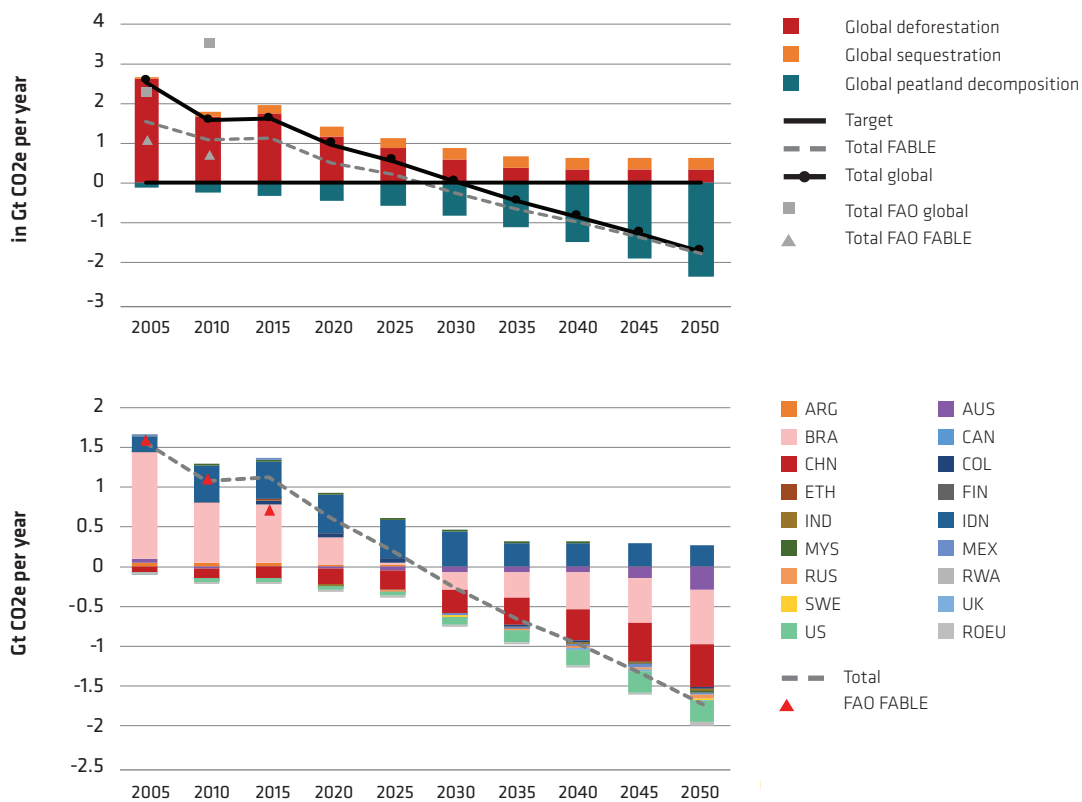 in Gt CO2e per year
4
3
2
1
0
-1
-2
-3
2005 2010 2015 2020 2025 2030 2035 2040 2045 2050
Global deforestation
Global sequestration
Global peatland decomposition
Target
Total FABLE
Total global
Total FAO global
Total FAO FABLE
Gt CO2e per year
2
1.5
1
0.5
0
-0.5
-1
-1.5
-2
-2.5
2005 2010 2015 2020 2025 2030 2035 2040 2045 2050
ARG AUS
BRA CAN
CHN COL
ETH FIN
IND IDN
MYS MEX
RUS RWA
SWE UK
US ROEU
Total
FAO FABLE